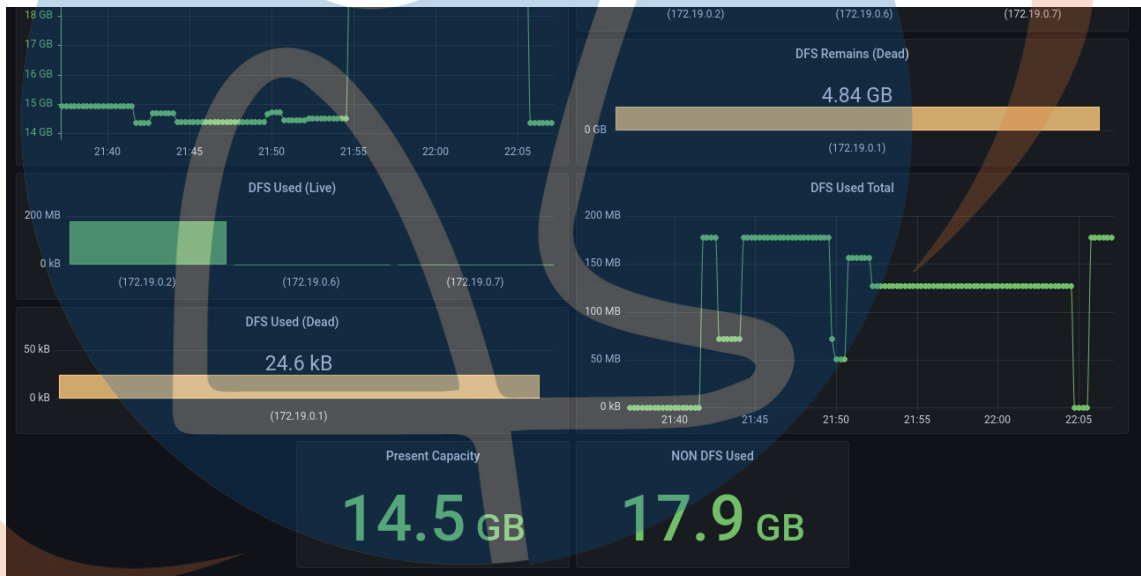 18 GB
17 GB
16 GB
15 GB
14 GB
21:40 21:45 21:50 21:55 22:00 22:05
(172.19.0.2) (172.19.0.6) (172.19.0.7)
DFS Remains (Dead)
4.84 GB
0 GB
(172.19.0.1)
DFS Used (Live)
200 MB
0 kB
(172.19.0.2) (172.19.0.6) (172.19.0.7)
DFS Used Total
200 MB
150 MB
100 MB
50 MB
0 kB
21:40 21:45 21:50 21:55 22:00 22:05
DFS Used (Dead)
50 kB
24.6 kB
0 kB
(172.19.0.1)
Present Capacity
14.5 GB
NON DFS Used
17.9 GB